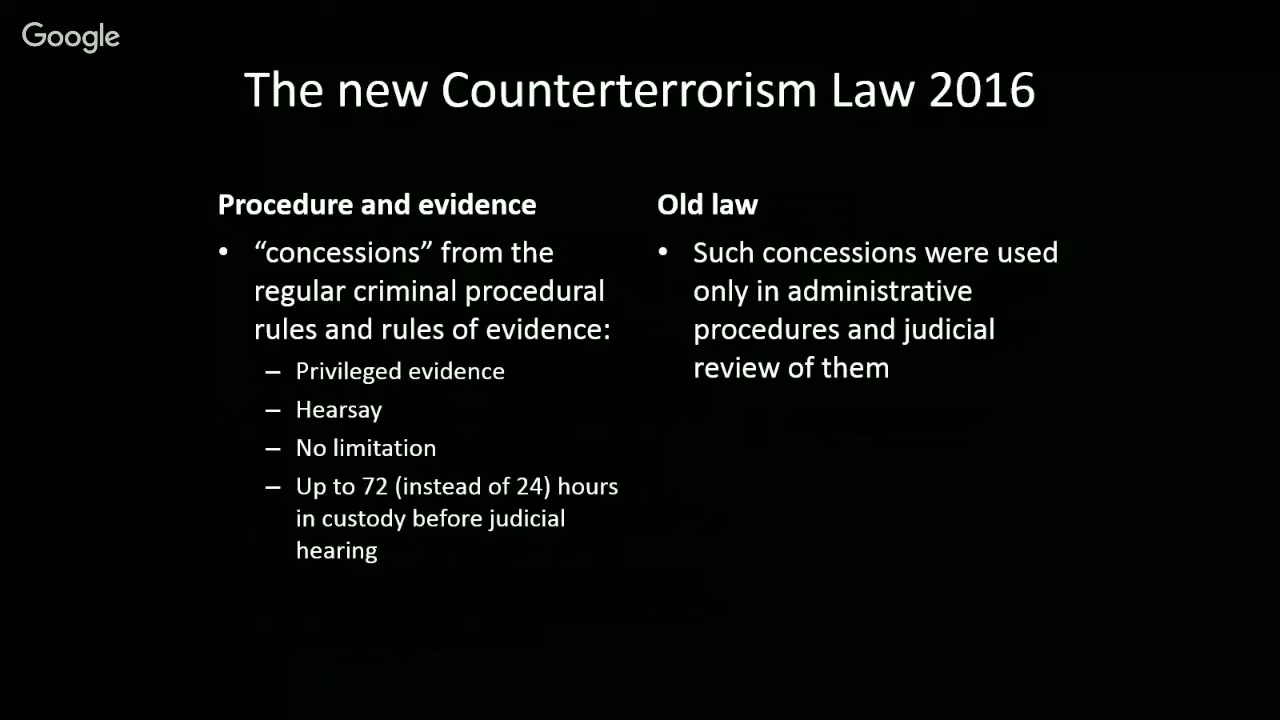 Google
The new Counterterrorism Law 2016
Procedure and evidence
• “concessions” from the
regular criminal procedural
rules and rules of evidence:
– Privileged evidence
– Hearsay
– No limitation
– Up to 72 (instead of 24) hours
in custody before judicial
hearing
Old law
• Such concessions were used
only in administrative
procedures and judicial
review of them